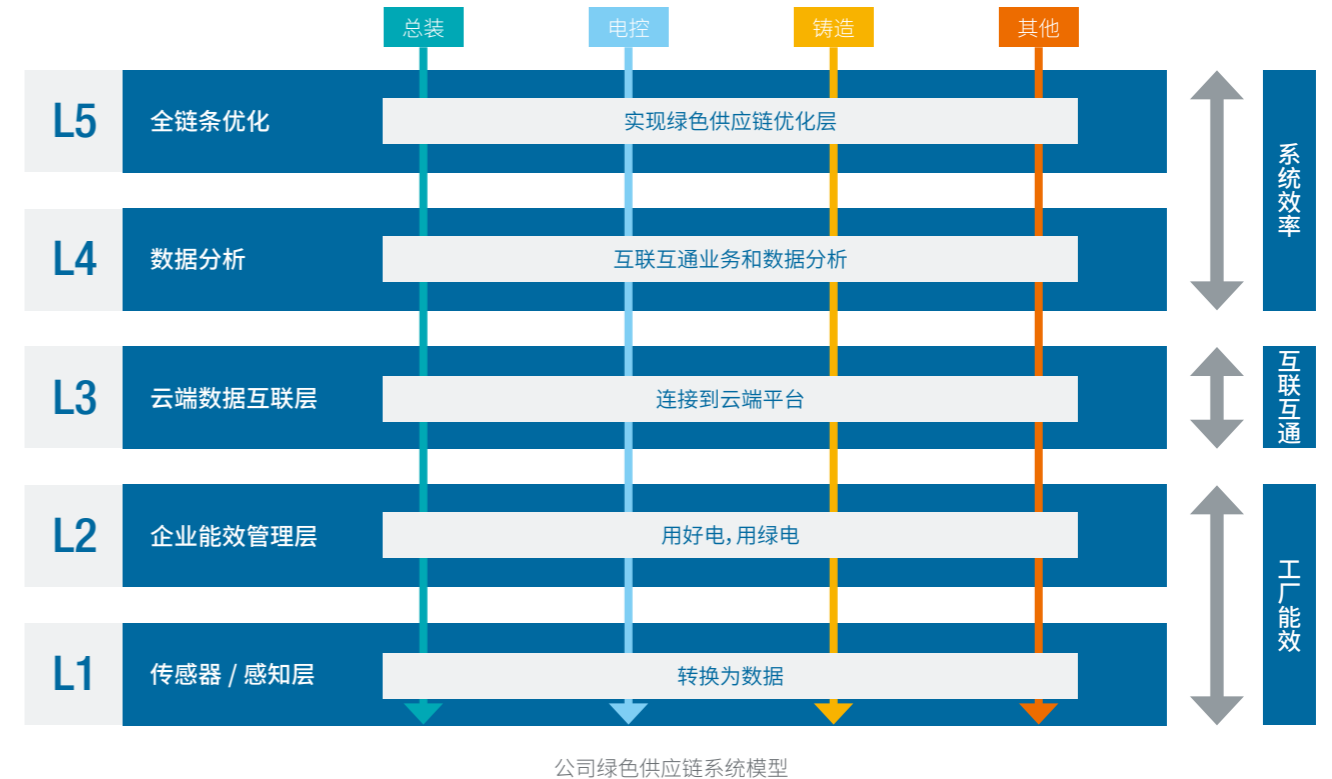 总装
电控
铸造
其他
L5
全链条优化
实现绿色供应链优化层
系统效率
L4
数据分析
互联互通业务和数据分析
L3
云端数据互联层
连接到云端平台
互联互通
L2
企业能效管理层
用好电,用绿电
工厂能效
L1
传感器 / 感知层
转换为数据
公司绿色供应链系统模型